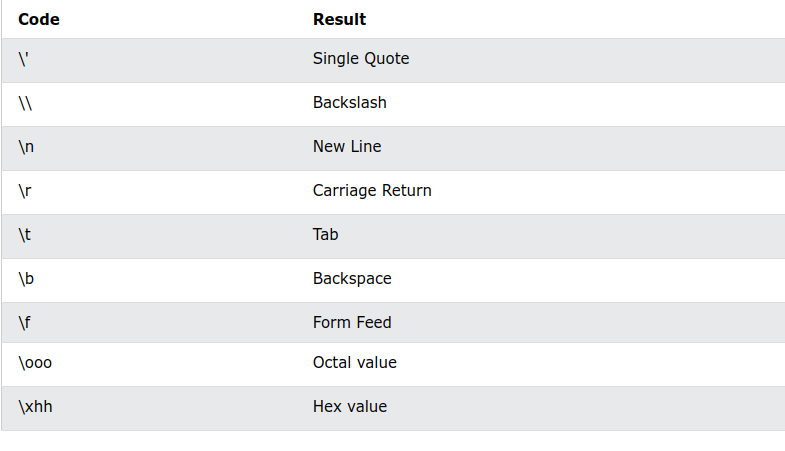 Code Result
\' Single Quote
\\ Backslash
\n New Line
\r Carriage Return
\t Tab
\b Backspace
\f Form Feed
\ooo Octal value
\xhh Hex value